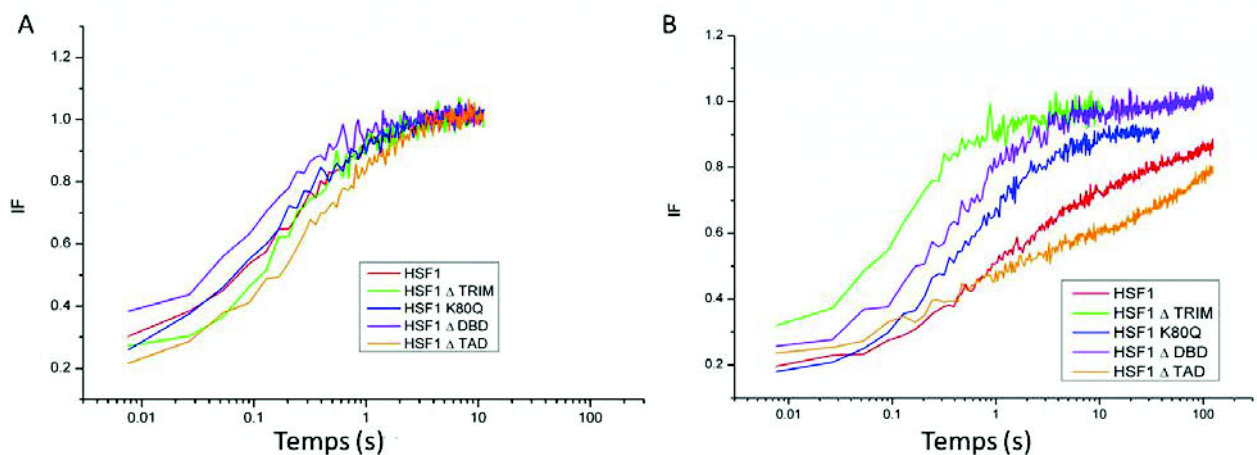 A
1.2
1.0
0.8
0.6
0.4
0.2
IF
0.01
0.1
1
10
100
Temps (s)
HSF1
HSF1 Δ TRIM
HSF1 K80Q
HSF1 Δ DBD
HSF1 Δ TAD
B
1.2
1.0
0.8
0.6
0.4
0.2
IF
0.01
0.1
1
10
100
Temps (s)
HSF1
HSF1 Δ TRIM
HSF1 K80Q
HSF1 Δ DBD
HSF1 Δ TAD